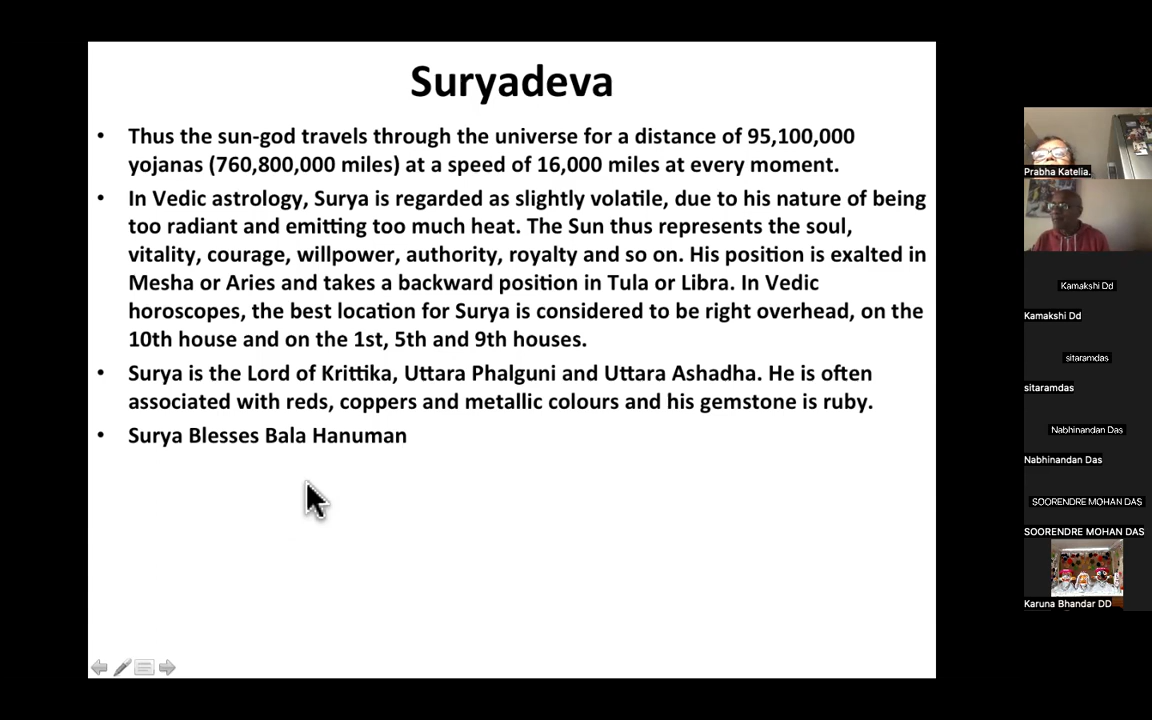 Suryadeva
• Thus the sun-god travels through the universe for a distance of 95,100,000
yojanas (760,800,000 miles) at a speed of 16,000 miles at every moment.
• In Vedic astrology, Surya is regarded as slightly volatile, due to his nature of being
too radiant and emitting too much heat. The Sun thus represents the soul,
vitality, courage, willpower, authority, royalty and so on. His position is exalted in
Mesha or Aries and takes a backward position in Tula or Libra. In Vedic
horoscopes, the best location for Surya is considered to be right overhead, on the
10th house and on the 1st, 5th and 9th houses.
• Surya is the Lord of Krittika, Uttara Phalguni and Uttara Ashadha. He is often
associated with reds, coppers and metallic colours and his gemstone is ruby.
• Surya Blesses Bala Hanuman
Prabha Katelia.
Kamakshi Dd
Kamakshi Dd
sitaramdas
sitaramdas
Nabhinandan Das
Nabhinandan Das
SOORENDRE MOHAN DAS
SOORENDRE MOHAN DAS
Karuna Bhandar DD